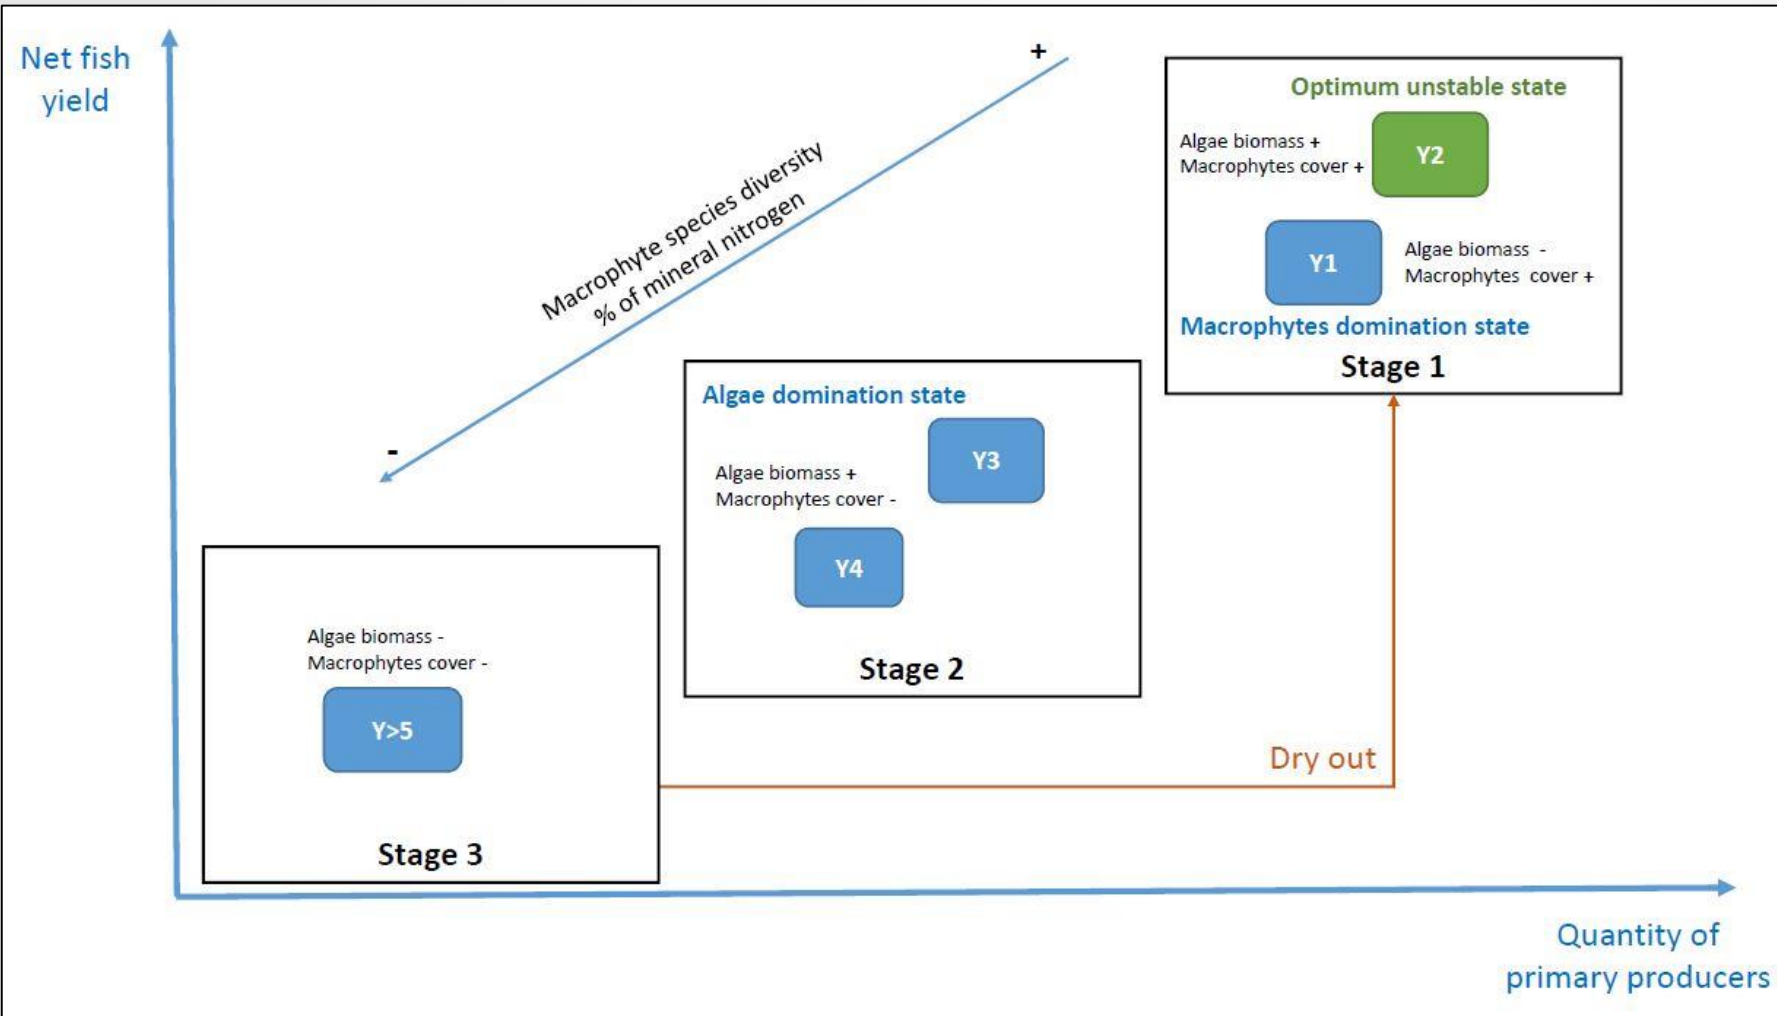 Net fish
yield
+
Macrophyte species diversity
% of mineral nitrogen
-
Optimum unstable state
Algae biomass +
Macrophytes cover +
Y2
Y1
Algae biomass -
Macrophytes cover +
Macrophytes domination state
Stage 1
Algae domination state
Y3
Algae biomass +
Macrophytes cover -
Y4
Stage 2
Algae biomass -
Macrophytes cover -
Y>5
Stage 3
Dry out
Quantity of
primary producers